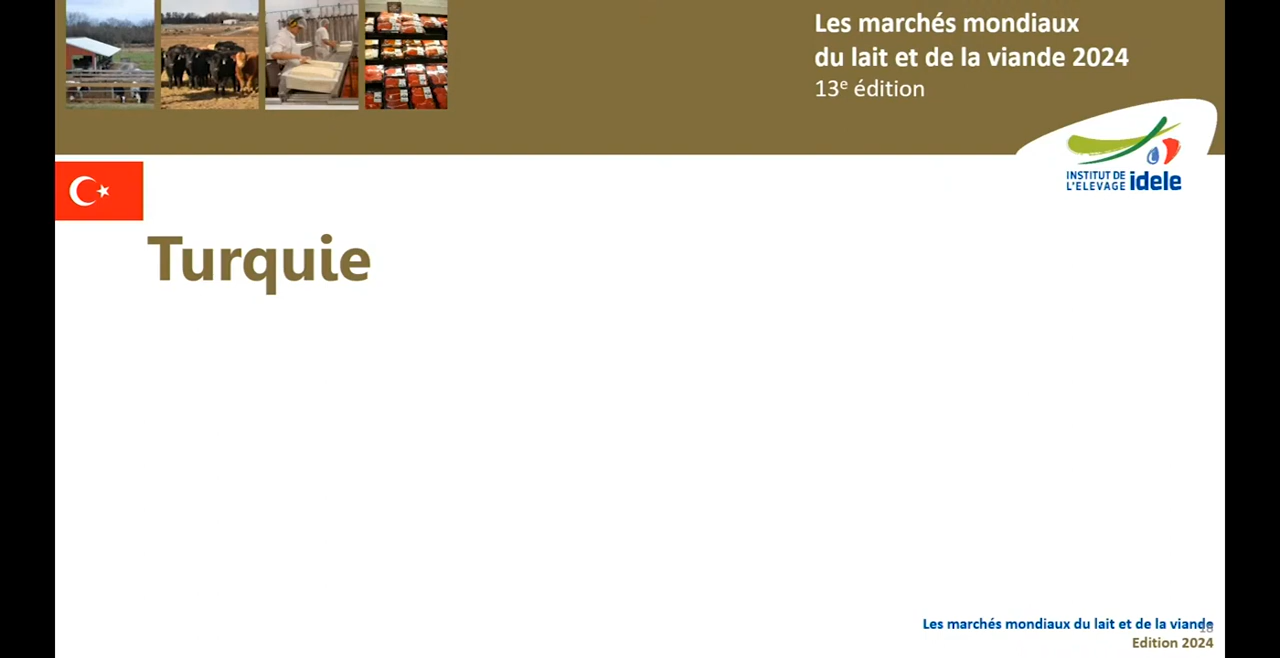 Les marchés mondiaux
du lait et de la viande 2024
13e édition
INSTITUT DE
L'ELEVAGE idele
Turquie
Les marchés mondiaux du lait et de la viande
Edition 2024